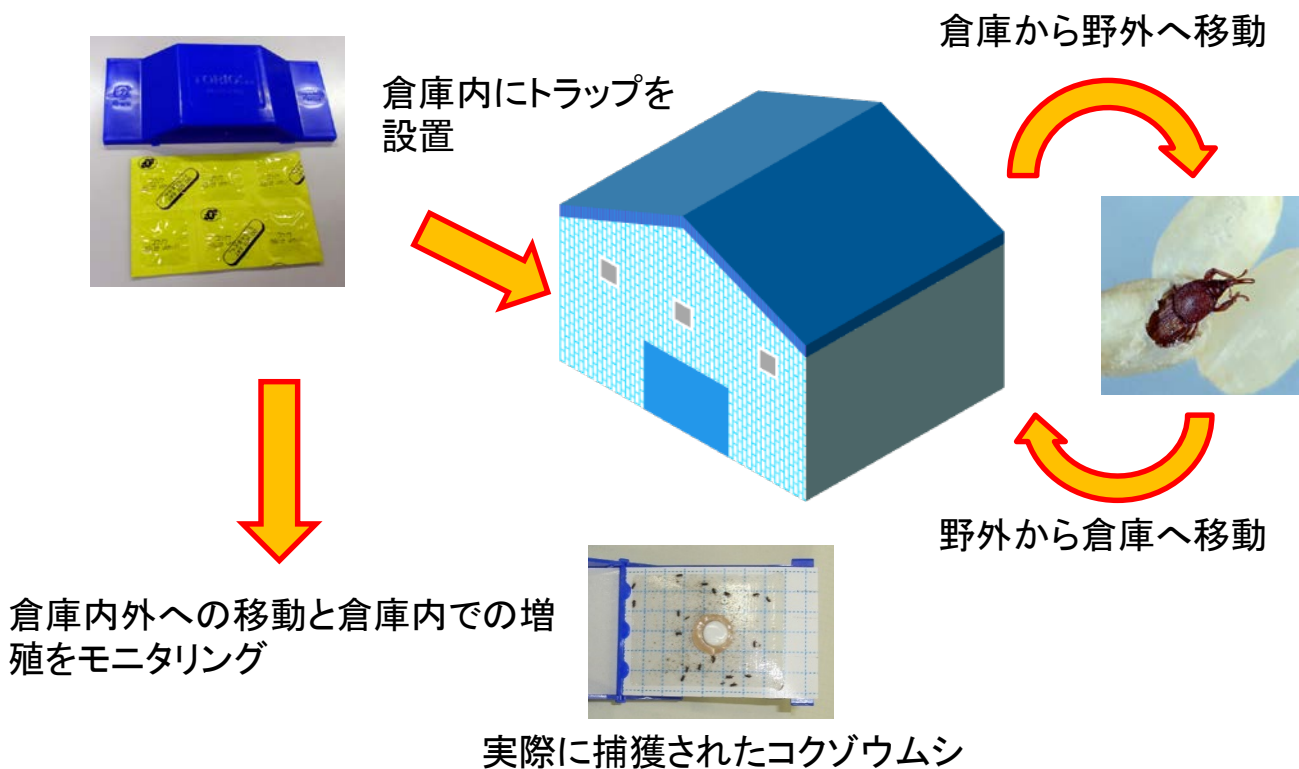 倉庫から野外へ移動
倉庫内にトラップを
設置
野外から倉庫へ移動
倉庫内外への移動と倉庫内での増
殖をモニタリング
実際に捕獲されたコクゾウムシ